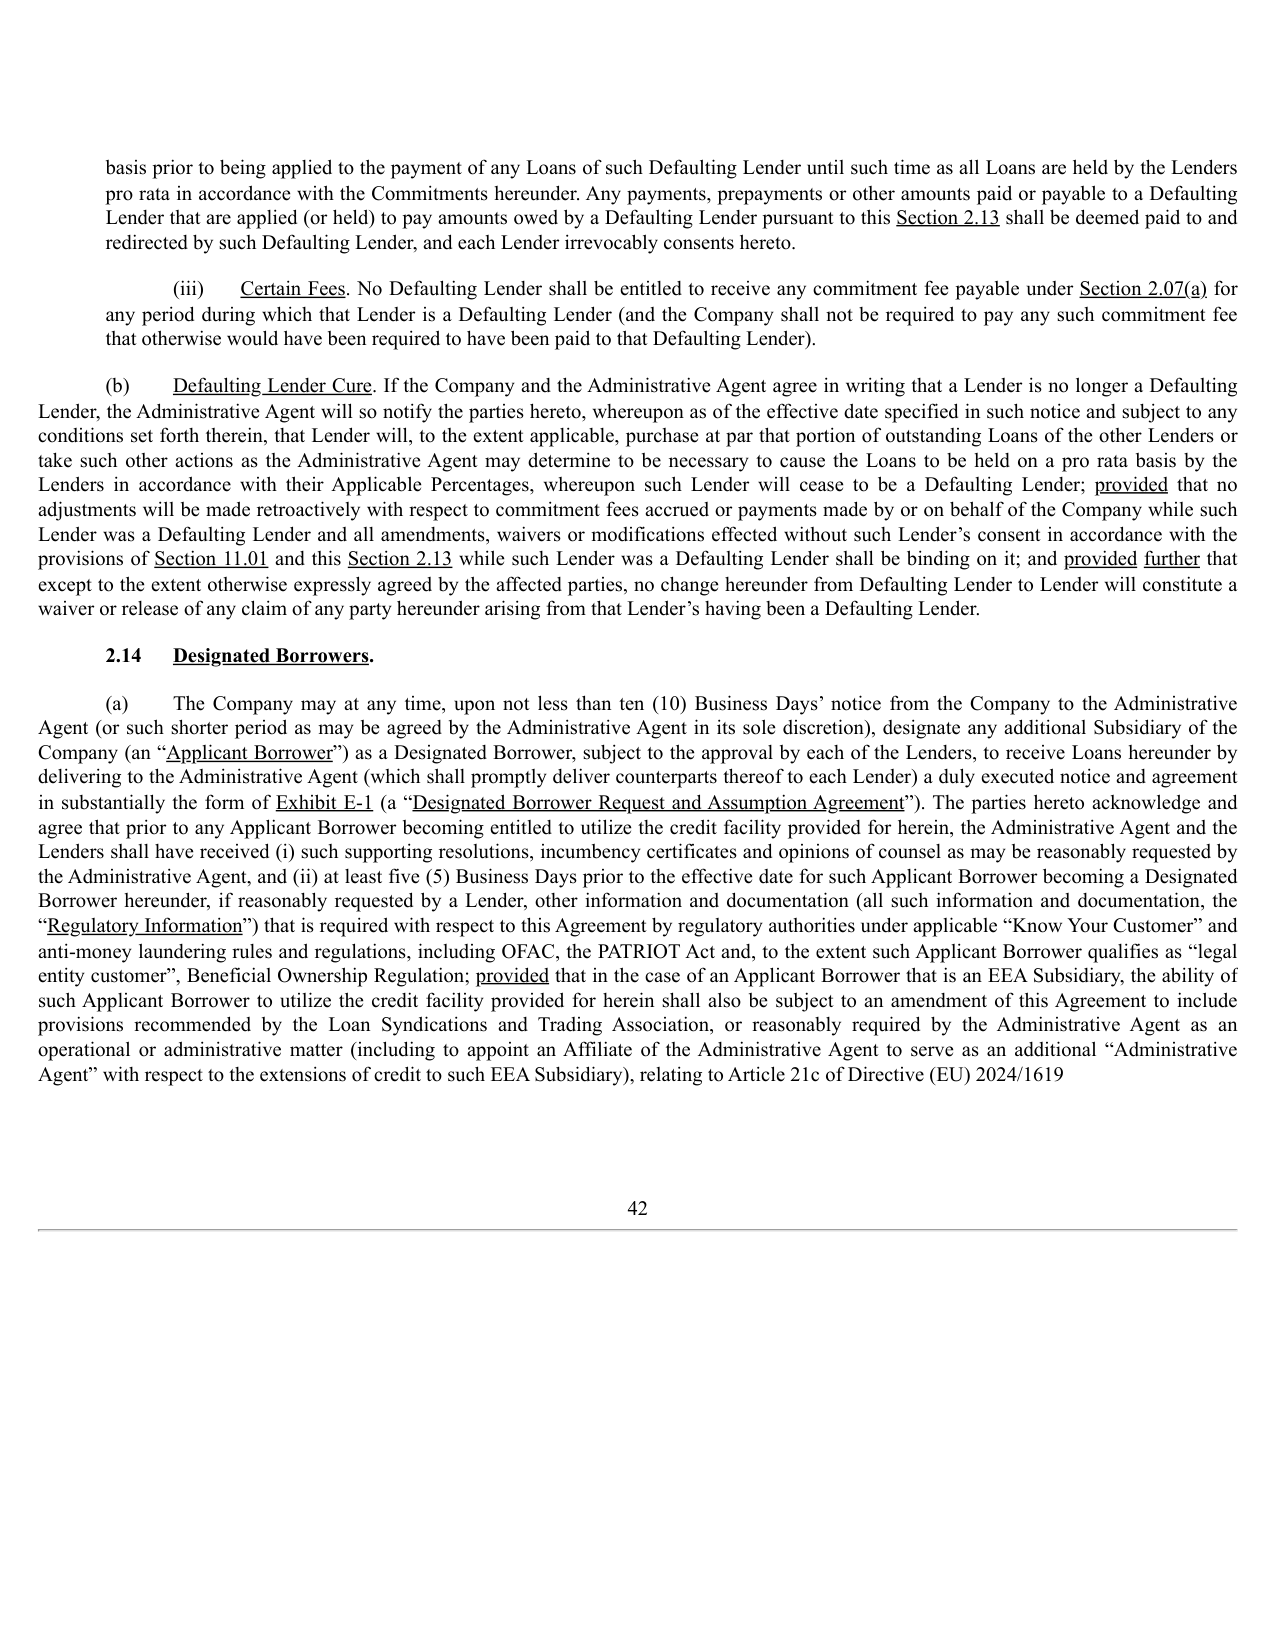 basis prior to being applied to the payment of any Loans of such Defaulting Lender until such time as all Loans are held by the Lenders
pro rata in accordance with the Commitments hereunder. Any payments, prepayments or other amounts paid or payable to a Defaulting
Lender that are applied (or held) to pay amounts owed by a Defaulting Lender pursuant to this Section 2.13 shall be deemed paid to and
redirected by such Defaulting Lender, and each Lender irrevocably consents hereto.
(iii) Certain Fees. No Defaulting Lender shall be entitled to receive any commitment fee payable under Section 2.07(a) for
any period during which that Lender is a Defaulting Lender (and the Company shall not be required to pay any such commitment fee
that otherwise would have been required to have been paid to that Defaulting Lender).
(b) Defaulting Lender Cure. If the Company and the Administrative Agent agree in writing that a Lender is no longer a Defaulting
Lender, the Administrative Agent will so notify the parties hereto, whereupon as of the effective date specified in such notice and subject to any
conditions set forth therein, that Lender will, to the extent applicable, purchase at par that portion of outstanding Loans of the other Lenders or
take such other actions as the Administrative Agent may determine to be necessary to cause the Loans to be held on a pro rata basis by the
Lenders in accordance with their Applicable Percentages, whereupon such Lender will cease to be a Defaulting Lender; provided that no
adjustments will be made retroactively with respect to commitment fees accrued or payments made by or on behalf of the Company while such
Lender was a Defaulting Lender and all amendments, waivers or modifications effected without such Lender’s consent in accordance with the
provisions of Section 11.01 and this Section 2.13 while such Lender was a Defaulting Lender shall be binding on it; and provided further that
except to the extent otherwise expressly agreed by the affected parties, no change hereunder from Defaulting Lender to Lender will constitute a
waiver or release of any claim of any party hereunder arising from that Lender’s having been a Defaulting Lender.
2.14 Designated Borrowers.
(a) The Company may at any time, upon not less than ten (10) Business Days’ notice from the Company to the Administrative
Agent (or such shorter period as may be agreed by the Administrative Agent in its sole discretion), designate any additional Subsidiary of the
Company (an “Applicant Borrower”) as a Designated Borrower, subject to the approval by each of the Lenders, to receive Loans hereunder by
delivering to the Administrative Agent (which shall promptly deliver counterparts thereof to each Lender) a duly executed notice and agreement
in substantially the form of Exhibit E-1 (a “Designated Borrower Request and Assumption Agreement”). The parties hereto acknowledge and
agree that prior to any Applicant Borrower becoming entitled to utilize the credit facility provided for herein, the Administrative Agent and the
Lenders shall have received (i) such supporting resolutions, incumbency certificates and opinions of counsel as may be reasonably requested by
the Administrative Agent, and (ii) at least five (5) Business Days prior to the effective date for such Applicant Borrower becoming a Designated
Borrower hereunder, if reasonably requested by a Lender, other information and documentation (all such information and documentation, the
“Regulatory Information”) that is required with respect to this Agreement by regulatory authorities under applicable “Know Your Customer” and
anti-money laundering rules and regulations, including OFAC, the PATRIOT Act and, to the extent such Applicant Borrower qualifies as “legal
entity customer”, Beneficial Ownership Regulation; provided that in the case of an Applicant Borrower that is an EEA Subsidiary, the ability of
such Applicant Borrower to utilize the credit facility provided for herein shall also be subject to an amendment of this Agreement to include
provisions recommended by the Loan Syndications and Trading Association, or reasonably required by the Administrative Agent as an
operational or administrative matter (including to appoint an Affiliate of the Administrative Agent to serve as an additional “Administrative
Agent” with respect to the extensions of credit to such EEA Subsidiary), relating to Article 21c of Directive (EU) 2024/1619
42